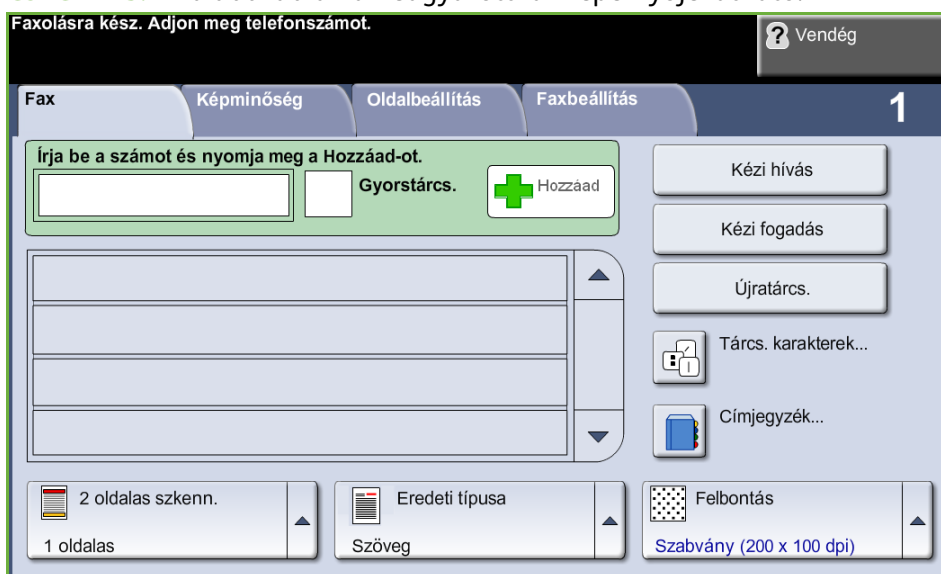 Faxolásra kész. Adjon meg telefonszámot.
Vendég
Fax
Képminőség
Oldalbeállítás
Faxbeállítás
1
Írja be a számot és nyomja meg a Hozzáad-ot.
Gyorstárcs.
Hozzáad
Kézi hívás
Kézi fogadás
Újratárcs.
Tárcs. karakterek...
Címjegyzék...
2 oldalas szkenn.
1 oldalas
Eredeti típusa
Szöveg
Felbontás
Szabvány (200 x 100 dpi)